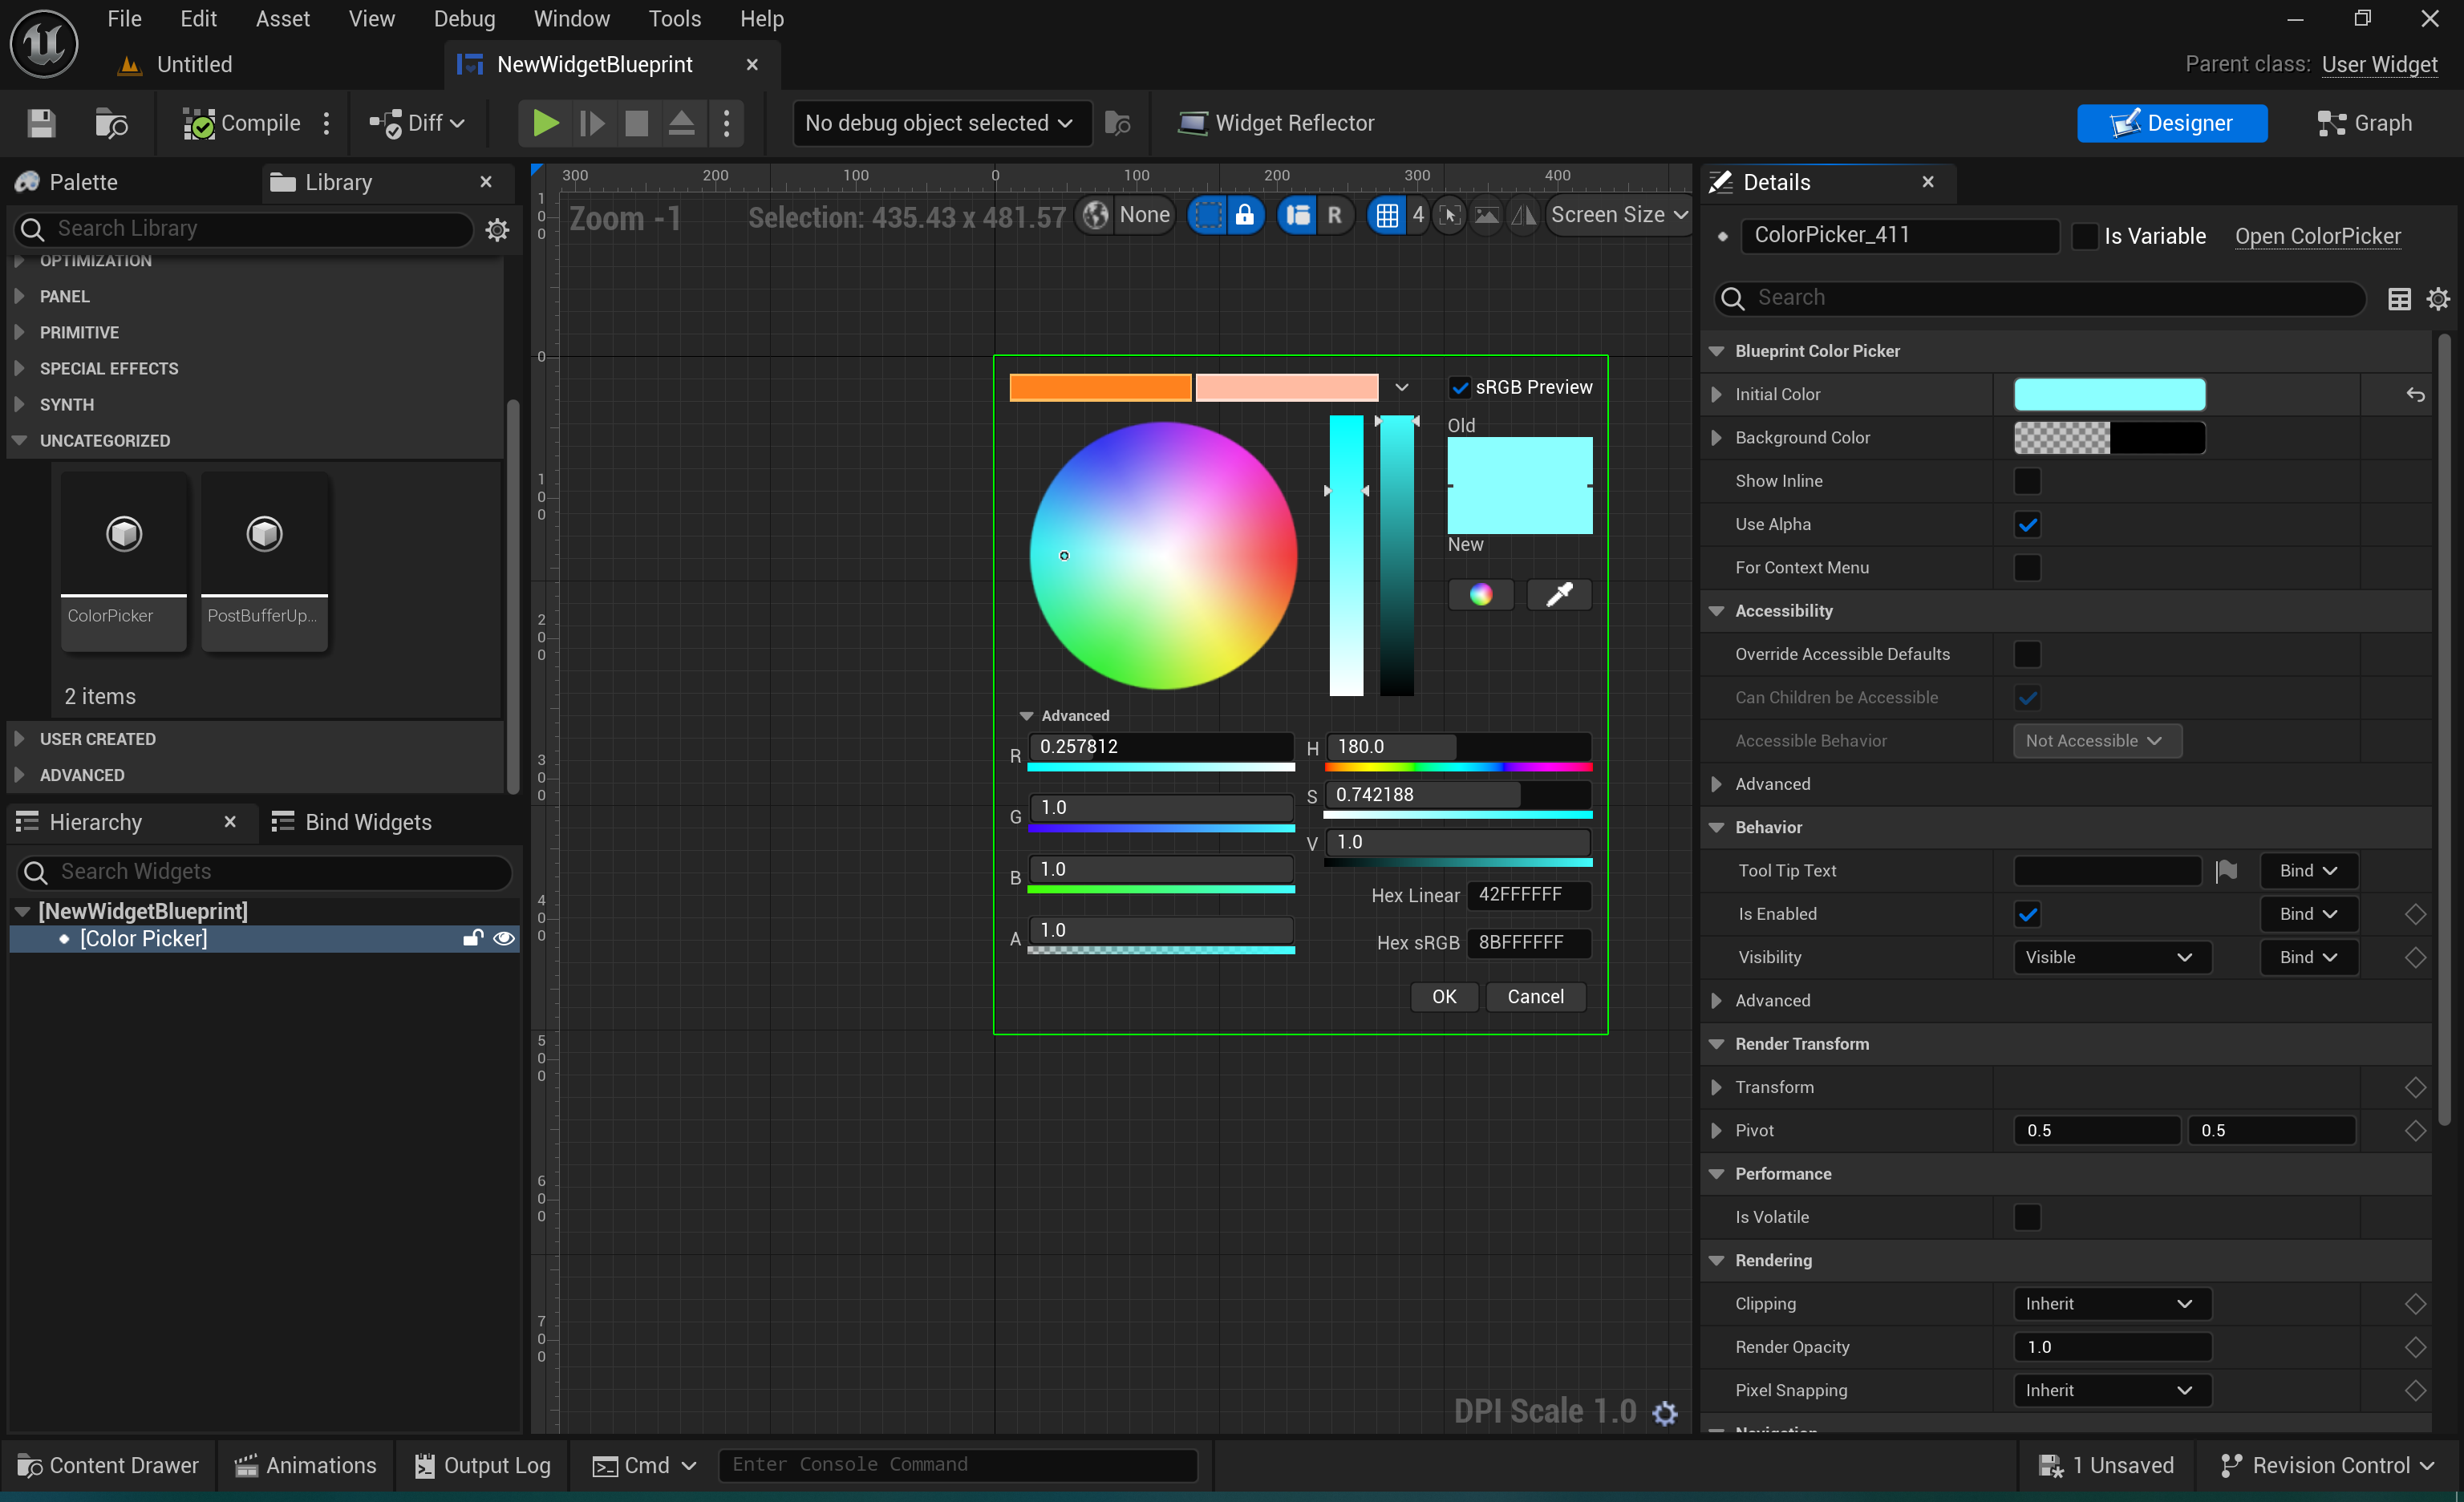 File Edit Asset View Debug Window Tools Help
Untitled
NewWidgetBlueprint
Parent class: User Widget
Compile
Diff
No debug object selected
Widget Reflector
Designer
Graph
Palette
Library
Search Library
OPTIMIZATION
PANEL
PRIMITIVE
SPECIAL EFFECTS
SYNTH
UNCATEGORIZED
ColorPicker
PostBufferUp...
2 items
USER CREATED
ADVANCED
Hierarchy
Bind Widgets
Search Widgets
[NewWidgetBlueprint]
[Color Picker]
300 200 100 0 100 200 300 400
0
100
200
300
400
500
600
700
Zoom -1
Selection: 435.43 x 481.57
None
R
4
Screen Size
sRGB Preview
Old
New
Advanced
R 0.257812
G 1.0
B 1.0
A 1.0
H 180.0
S 0.742188
V 1.0
Hex Linear 42FFFFFF
Hex sRGB 8BFFFFFF
OK
Cancel
DPI Scale 1.0
Details
ColorPicker_411
Is Variable
Open ColorPicker
Search
Blueprint Color Picker
Initial Color
Background Color
Show Inline
Use Alpha
For Context Menu
Accessibility
Override Accessible Defaults
Can Children be Accessible
Accessible Behavior Not Accessible
Advanced
Behavior
Tool Tip Text Bind
Is Enabled Bind
Visibility Visible Bind
Advanced
Render Transform
Transform
Pivot 0.5 0.5
Performance
Is Volatile
Rendering
Clipping Inherit
Render Opacity 1.0
Pixel Snapping Inherit
Navigation
Content Drawer
Animations
Output Log
Cmd
Enter Console Command
1 Unsaved
Revision Control